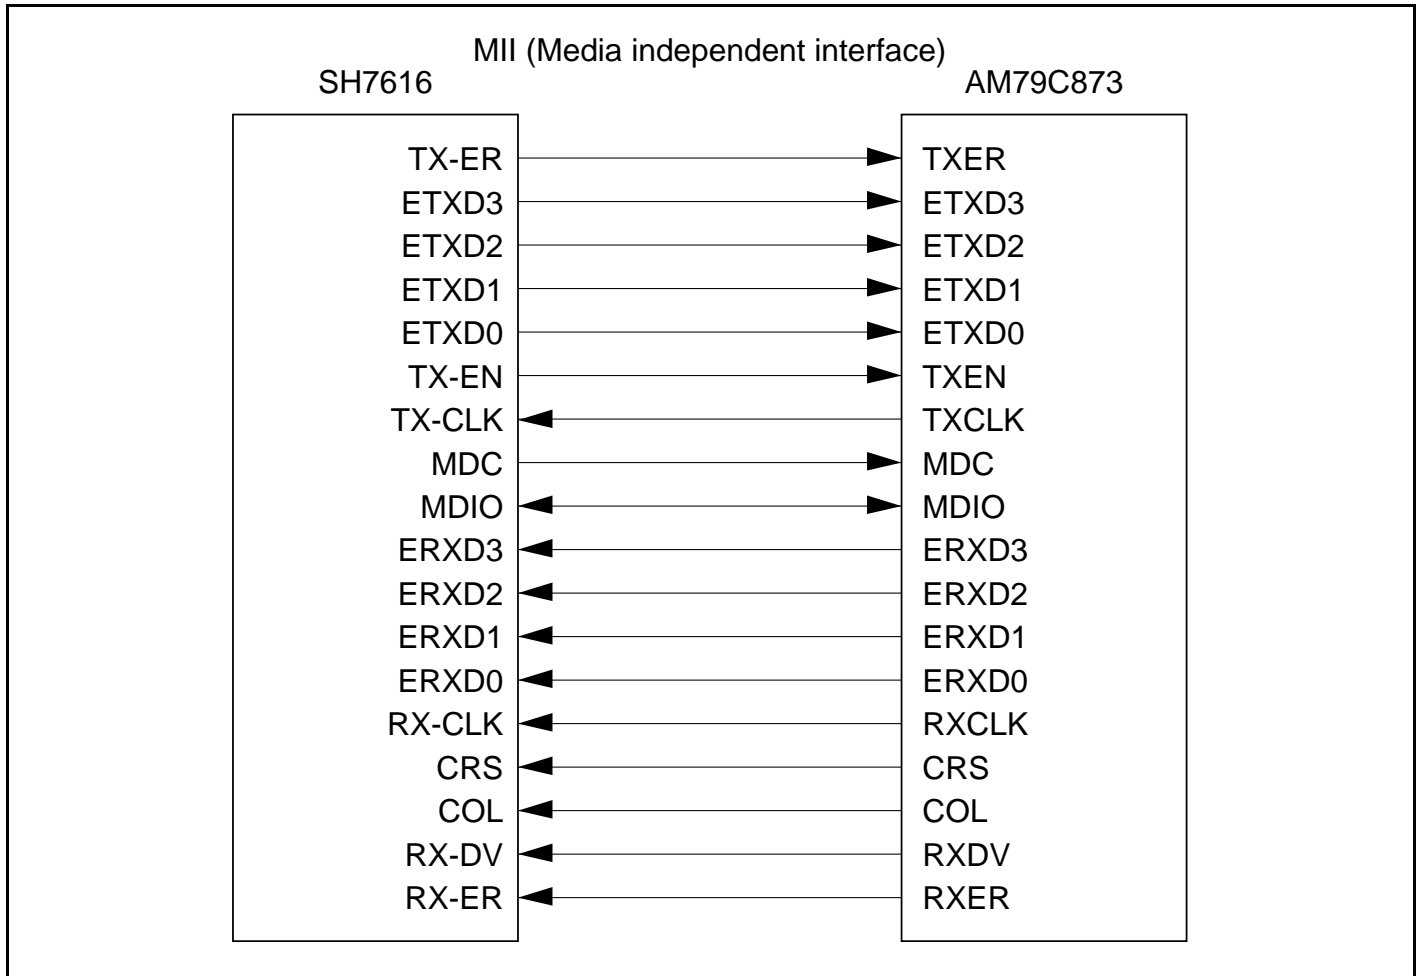 MII (Media independent interface)
SH7616 AM79C873
TX-ER TXER
ETXD3 ETXD3
ETXD2 ETXD2
ETXD1 ETXD1
ETXD0 ETXD0
TX-EN TXEN
TX-CLK TXCLK
MDC MDC
MDIO MDIO
ERXD3 ERXD3
ERXD2 ERXD2
ERXD1 ERXD1
ERXD0 ERXD0
RX-CLK RXCLK
CRS CRS
COL COL
RX-DV RXDV
RX-ER RXER